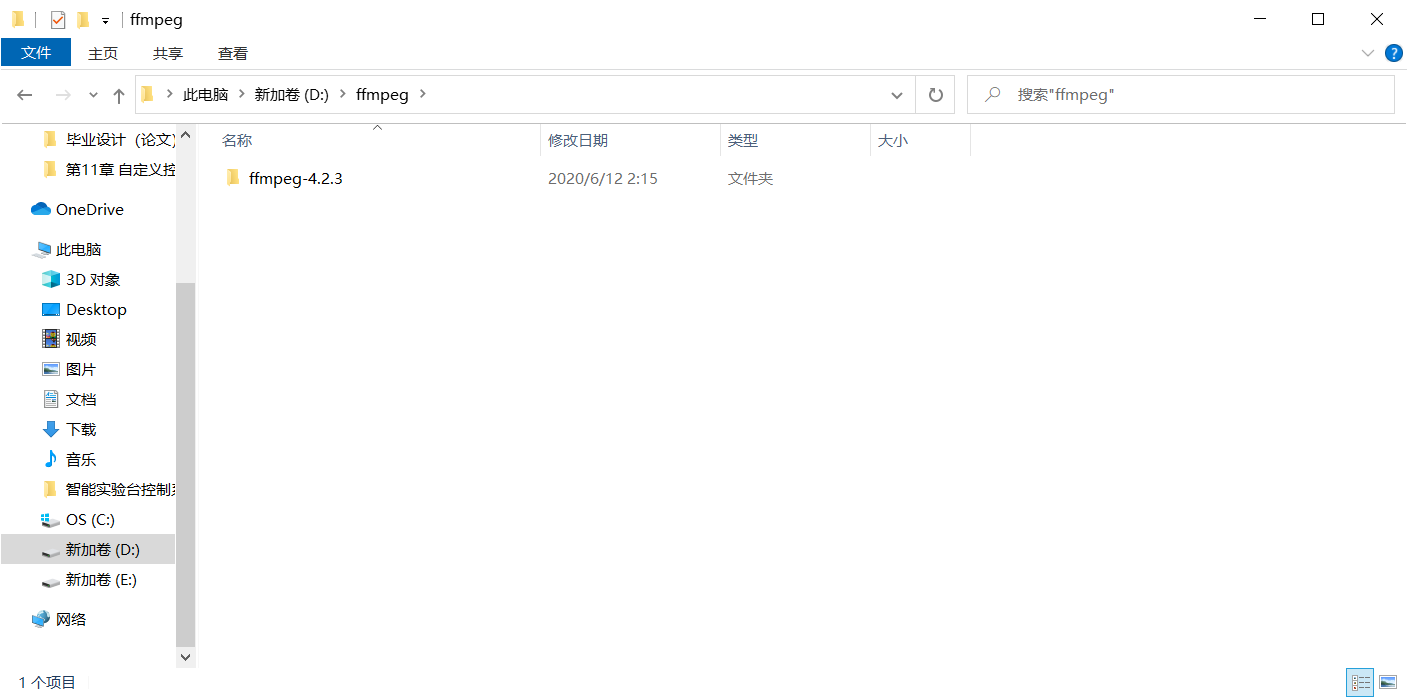 ffmpeg
文件 主页 共享 查看
此电脑 新加卷 (D:) ffmpeg 搜索"ffmpeg"
名称 修改日期 类型 大小
ffmpeg-4.2.3 2020/6/12 2:15 文件夹
毕业设计（论文)
第11章 自定义控
OneDrive
此电脑
3D 对象
Desktop
视频
图片
文档
下载
音乐
智能实验台控制
OS (C:)
新加卷 (D:)
新加卷 (E:)
网络
1 个项目